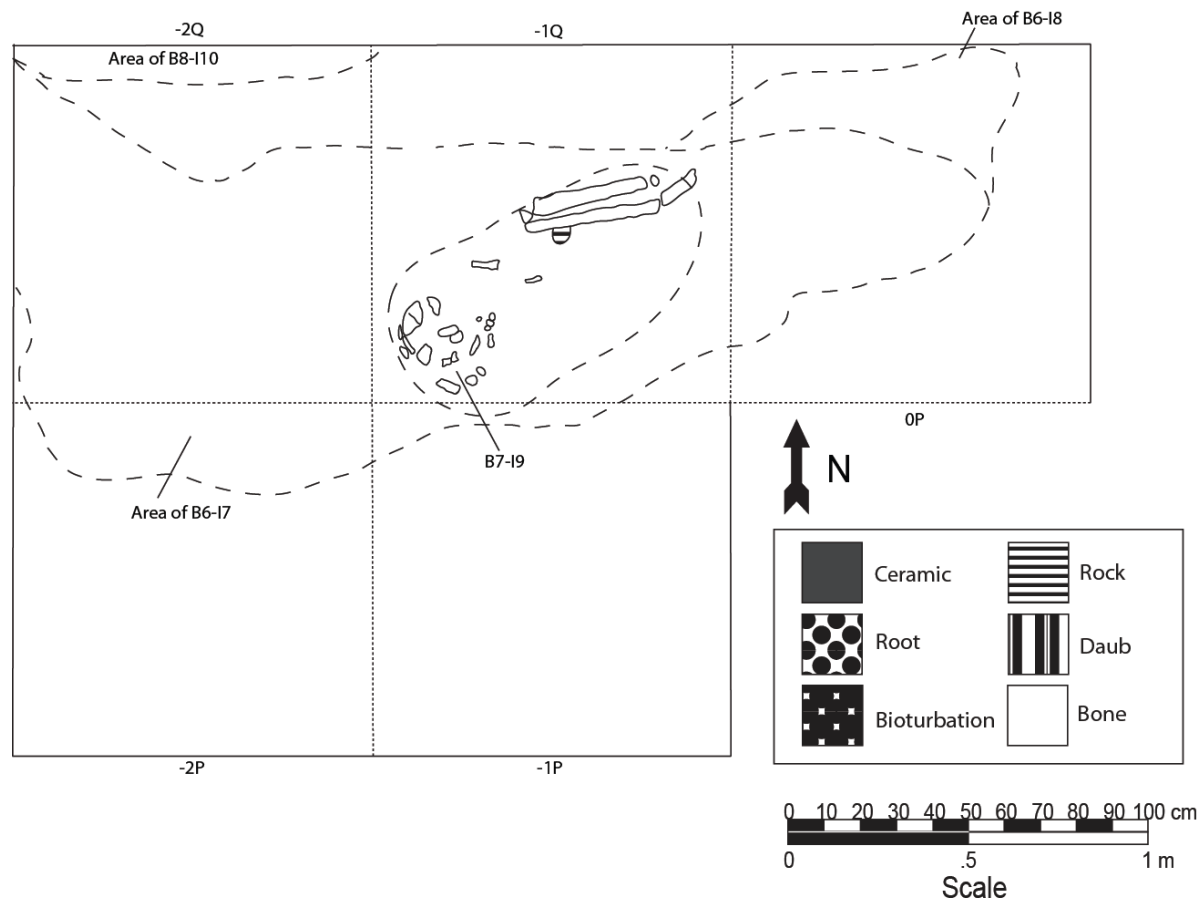 -2Q
-1Q
Area of B6-I8
Area of B8-I10
0P
B7-I9
Area of B6-I7
-2P
-1P
N
Ceramic
Rock
Root
Daub
Bioturbation
Bone
0 10 20 30 40 50 60 70 80 90 100 cm
0 .5 1 m
Scale